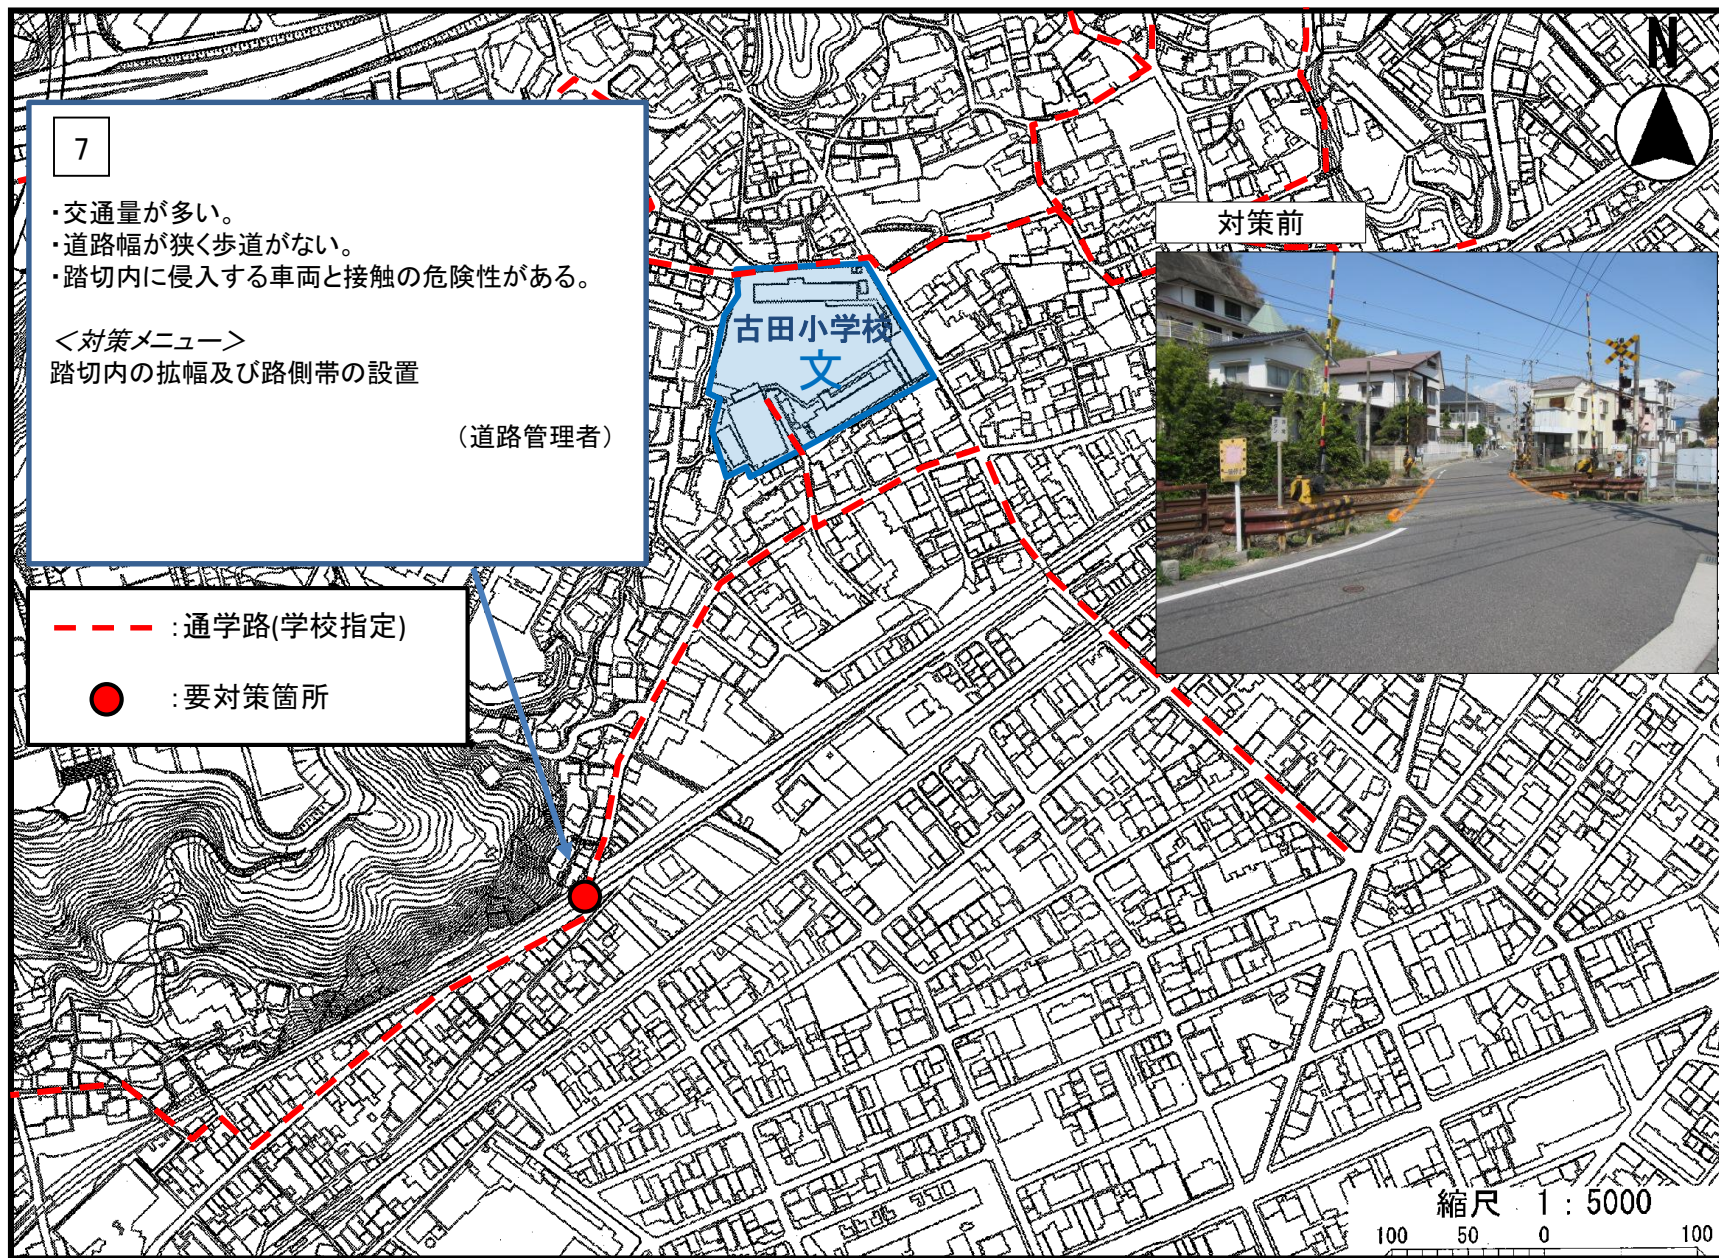 N
7
・交通量が多い。
・道路幅が狭く歩道がない。
・踏切内に侵入する車両と接触の危険性がある。
＜対策メニュー＞
踏切内の拡幅及び路側帯の設置
（道路管理者）
対策前
古田小学校
文
：通学路(学校指定)
：要対策箇所
縮尺 1：5000
100 50 0 100